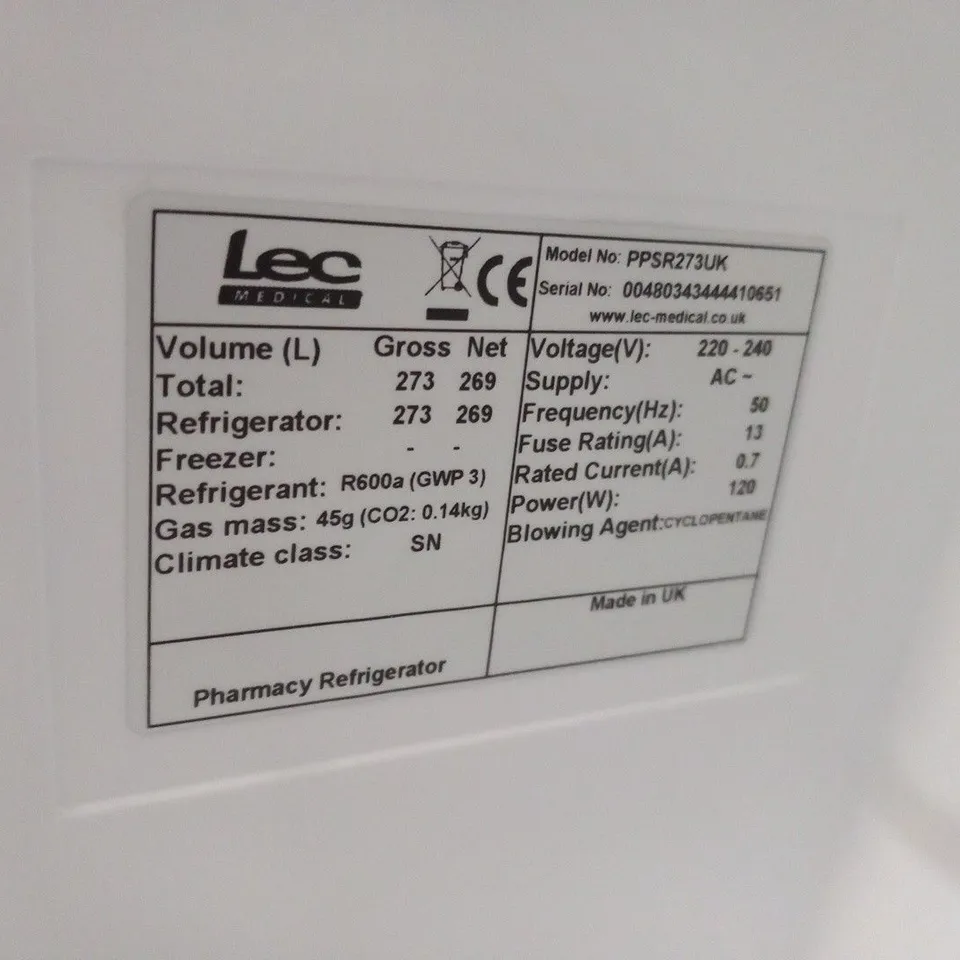 Lec
MEDICAL
CE
Model No: PPSR273UK
Serial No: 00480343444410651
www.lec-medical.co.uk
Volume (L) Gross Net
Total: 273 269
Refrigerator: 273 269
Freezer: - -
Refrigerant: R600a (GWP 3)
Gas mass: 45g (CO2: 0.14kg)
Climate class: SN
Voltage(V): 220 - 240
Supply: AC ~
Frequency(Hz): 50
Fuse Rating(A): 13
Rated Current(A): 0.7
Power(W): 120
Blowing Agent:CYCLOPENTANE
Made in UK
Pharmacy Refrigerator